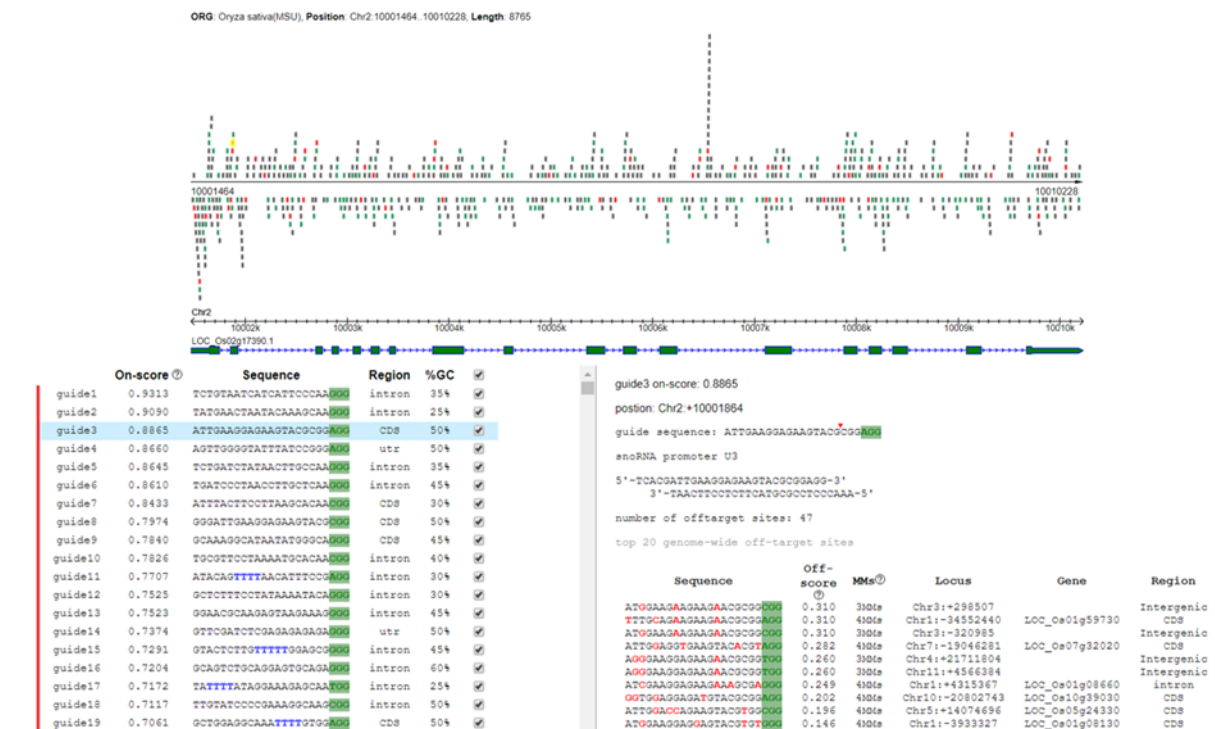 ORG: Oryza sativa(MSU), Position: Chr2:10001464..10010228, Length: 8765
10001464 10010228
Chr2
10002k 10003k 10004k 10005k 10006k 10007k 10008k 10009k 10010k
LOC_Os02g17390.1
On-score Sequence Region %GC
guide1 0.9313 TCTGTAATCATCATTCCCAAGGG intron 35%
guide2 0.9090 TATGAACTAATACAAAGCAAGGG intron 25%
guide3 0.8865 ATTGAAGGAGAAGTACGCGGAGG CDS 50%
guide4 0.8660 AGTTGGGGTATTTATCCGGGAGG utr 50%
guide5 0.8645 TCTGATCTATAACTTGCCAAGGG intron 35%
guide6 0.8610 TGATCCCTAACCTTGCTCAAGGG intron 45%
guide7 0.8433 ATTTACTTCCTTAAGCACAACGG CDS 30%
guide8 0.7974 GGGATTGAAGGAGAAGTACGCGG CDS 50%
guide9 0.7840 GCAAAGGCATAATATGGGCAGGG CDS 45%
guide10 0.7826 TGCGTTCCTAAAATGCACAACGG intron 40%
guide11 0.7707 ATACAGTTTTAACATTTCCGAGG intron 30%
guide12 0.7525 GCTCTTTCCTATAAAATACAGGG intron 30%
guide13 0.7523 GGAACGCAAGAGTAAGAAAGGGG intron 45%
guide14 0.7374 GTTCGATCTCGAGAGAGAGAGGG utr 50%
guide15 0.7291 GTACTCTTGTTTTTGGAGCGGGG intron 45%
guide16 0.7204 GCAGTCTGCAGGAGTGCAGAGGG intron 60%
guide17 0.7172 TATTTTATAGGAAAGAGCAATGG intron 25%
guide18 0.7117 TTGTATCCCCGAAAGGCAAGCGG intron 50%
guide19 0.7061 GCTGGAGGCAAATTTTGTGGAGG CDS 50%
guide3 on-score: 0.8865
postion: Chr2:+10001864
guide sequence: ATTGAAGGAGAAGTACGCGGAGG
snoRNA promoter U3
5'-TCACGATTGAAGGAGAAGTACGCGGAGG-3'
3'-TAACTTCCTCTTCATGCGCCTCCCAAA-5'
number of offtarget sites: 47
top 20 genome-wide off-target sites
Sequence Off-score MMs Locus Gene Region
ATGGAAGAAGAAGAACGCGGCGG 0.310 3MMs Chr3:+298507 Intergenic
TTTGCAGAAGAAGTACGCGGAGG 0.310 4MMs Chr1:-34552440 LOC_Os01g59730 CDS
ATGGAAGAAGAAGAACGCGGCGG 0.310 3MMs Chr3:-320985 Intergenic
ATTGGAGGTGAAGTACACGTAGG 0.282 4MMs Chr7:-19046281 LOC_Os07g32020 CDS
AGGGAAGGAGAAGAACGCGGTGG 0.260 3MMs Chr4:+21711804 Intergenic
AGGGAAGGAGAAGAACGCGGTGG 0.260 3MMs Chr11:+4566384 Intergenic
ATCGAAGGAGAAGAAAGCGAGGG 0.249 4MMs Chr1:+4315367 LOC_Os01g08660 intron
GGTGGAGGAGATGTACGCGGAGG 0.202 4MMs Chr10:-20802743 LOC_Os10g39030 CDS
ATTGGACCAGAAGTACGTGGCGG 0.196 4MMs Chr5:+14074696 LOC_Os05g24330 CDS
ATGGAAGGAGGAGTACGTGTGGG 0.146 4MMs Chr1:-3933327 LOC_Os01g08130 CDS